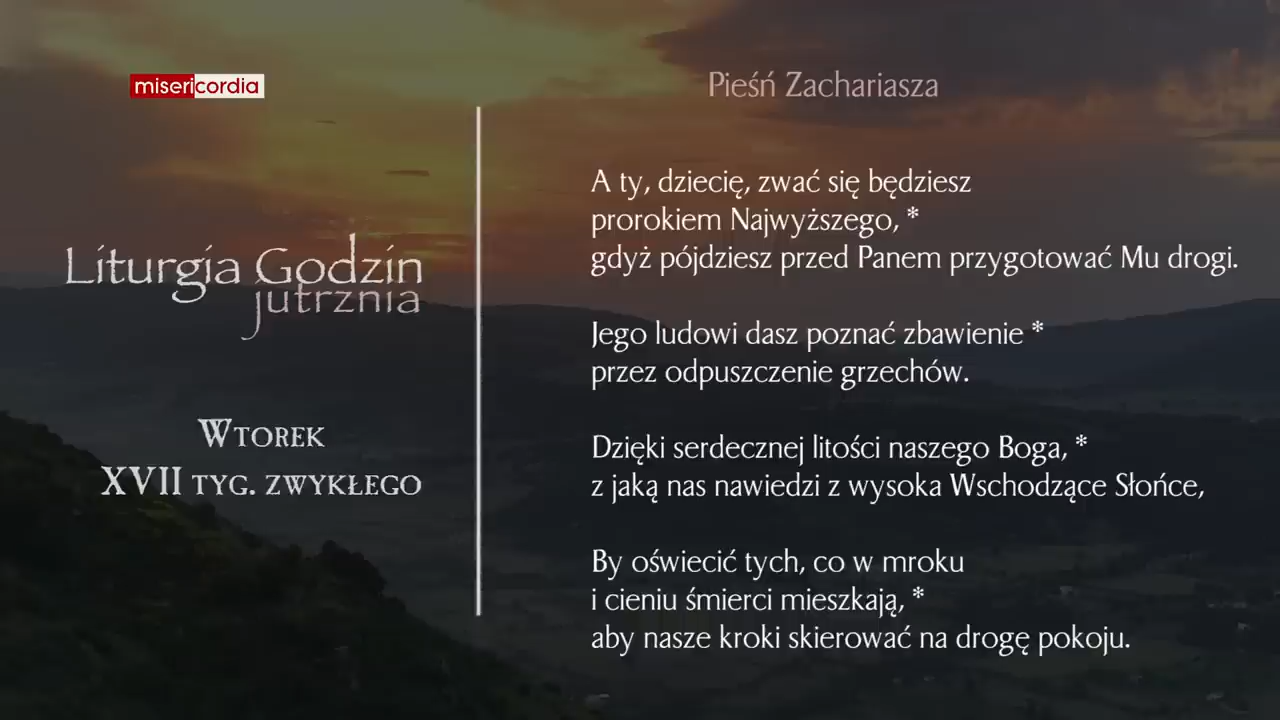 misericordia
Liturgia Godzin
jutrznia
Wtorek
XVII tyg. zwykłego
Pieśń Zachariasza
A ty, dziecię, zwać się będziesz
prorokiem Najwyższego, *
gdyż pójdziesz przed Panem przygotować Mu drogi.
Jego ludowi dasz poznać zbawienie *
przez odpuszczenie grzechów.
Dzięki serdecznej litości naszego Boga, *
z jaką nas nawiedzi z wysoka Wschodzące Słońce,
By oświecić tych, co w mroku
i cieniu śmierci mieszkają, *
aby nasze kroki skierować na drogę pokoju.